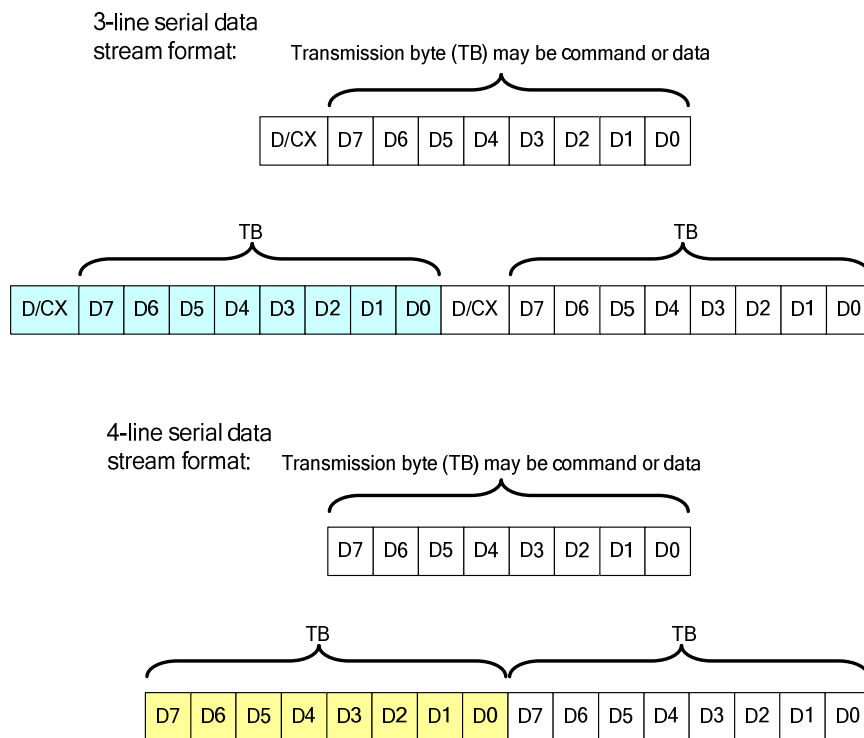 3-line serial data
stream format:
Transmission byte (TB) may be command or data
D/CX D7 D6 D5 D4 D3 D2 D1 D0
TB TB
D/CX D7 D6 D5 D4 D3 D2 D1 D0 D/CX D7 D6 D5 D4 D3 D2 D1 D0
4-line serial data
stream format:
Transmission byte (TB) may be command or data
D7 D6 D5 D4 D3 D2 D1 D0
TB TB
D7 D6 D5 D4 D3 D2 D1 D0 D7 D6 D5 D4 D3 D2 D1 D0